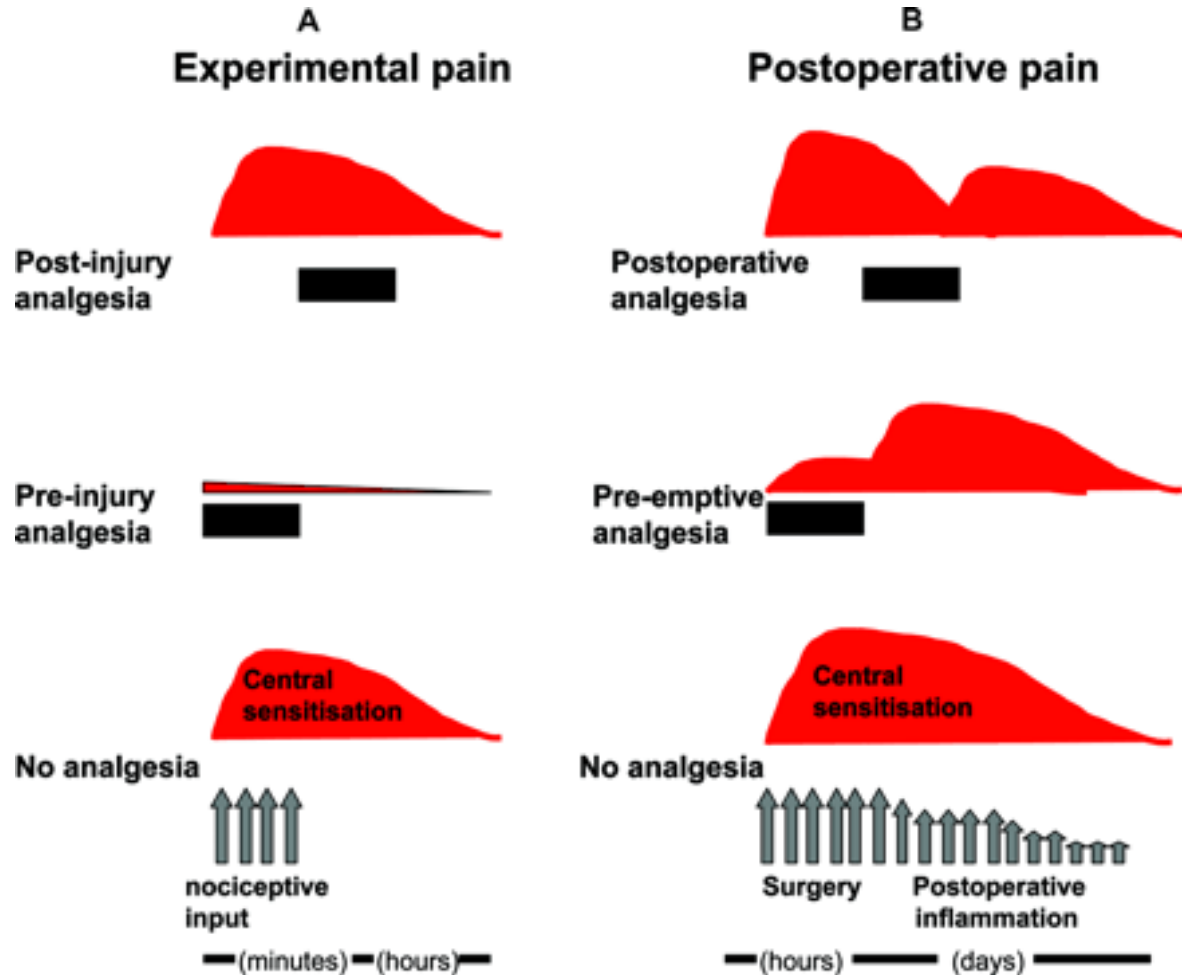 A
Experimental pain
Post-injury
analgesia
Pre-injury
analgesia
Central
sensitisation
No analgesia
nociceptive
input
(minutes) (hours)
B
Postoperative pain
Postoperative
analgesia
Pre-emptive
analgesia
Central
sensitisation
No analgesia
Surgery
Postoperative
inflammation
(hours) (days)